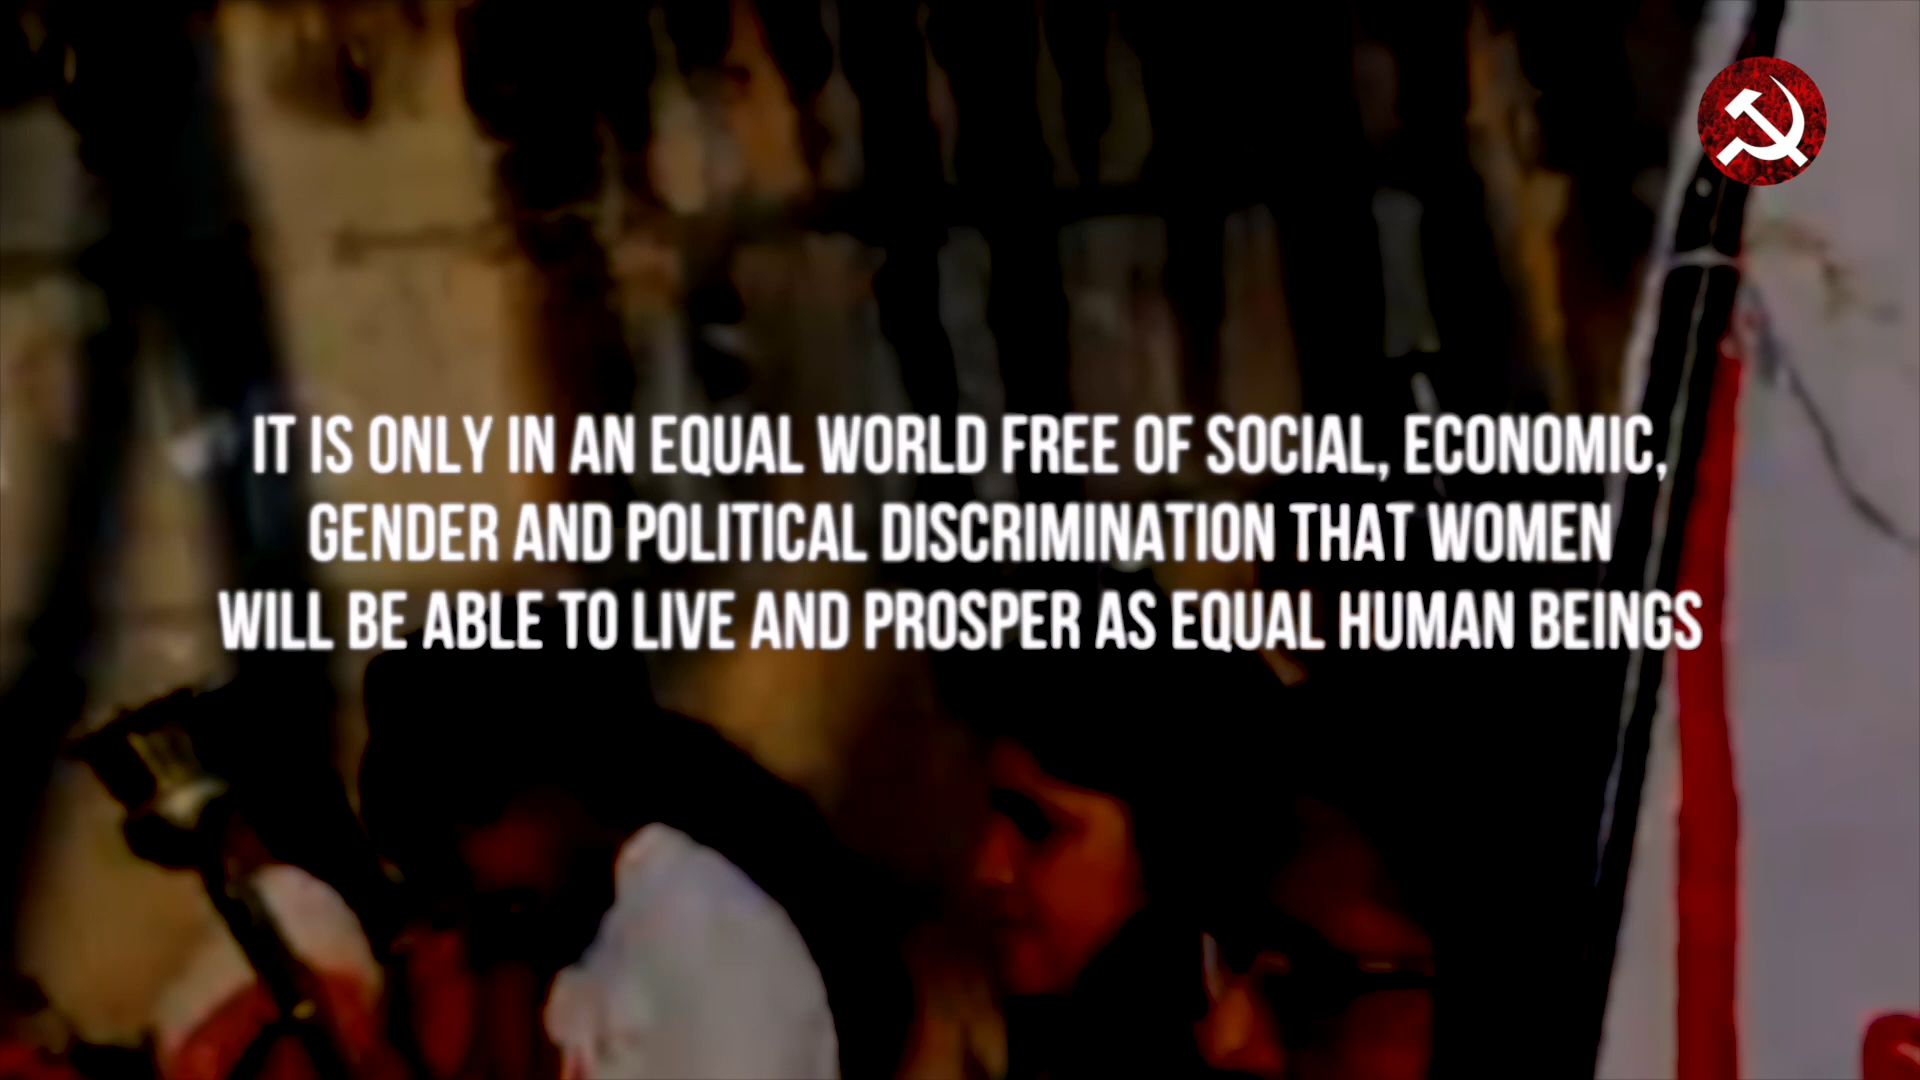 IT IS ONLY IN AN EQUAL WORLD FREE OF SOCIAL, ECONOMIC,
GENDER AND POLITICAL DISCRIMINATION THAT WOMEN
WILL BE ABLE TO LIVE AND PROSPER AS EQUAL HUMAN BEINGS